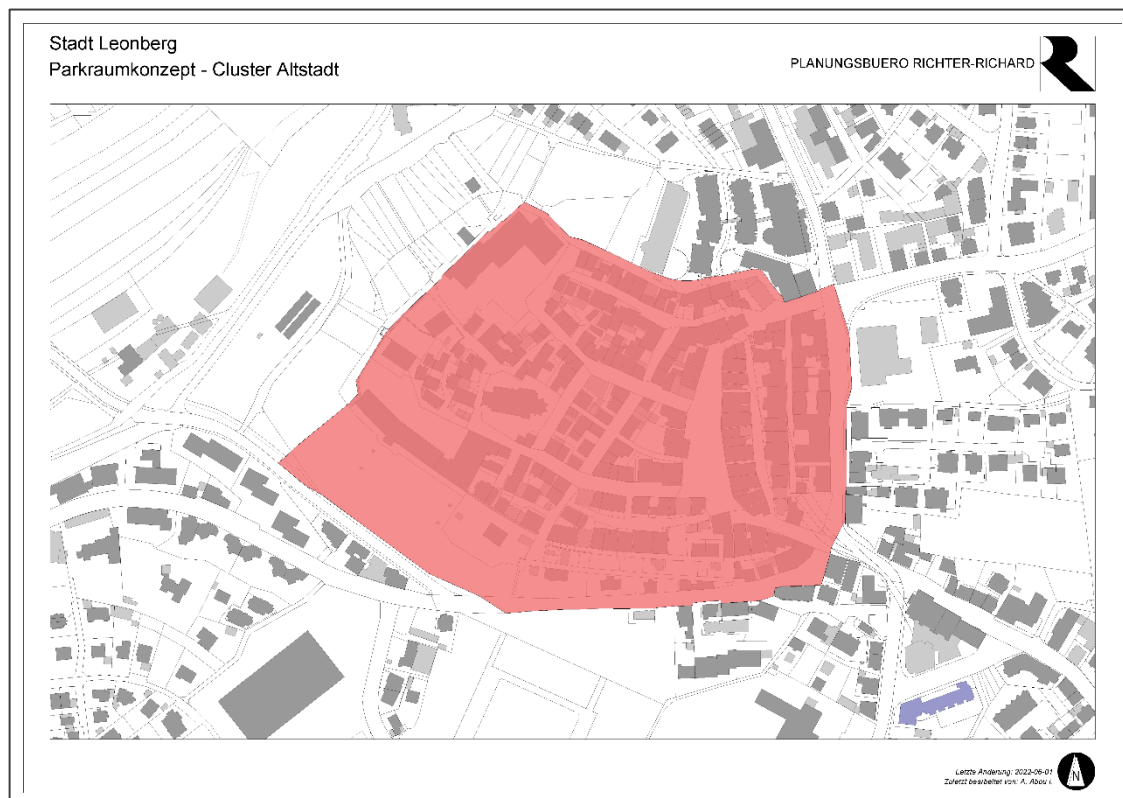 Stadt Leonberg
Parkraumkonzept - Cluster Altstadt
PLANUNGSBUERO RICHTER-RICHARD
Letzte Änderung: 2022-06-01
Zuletzt bearbeitet von: A. Abou I.
N